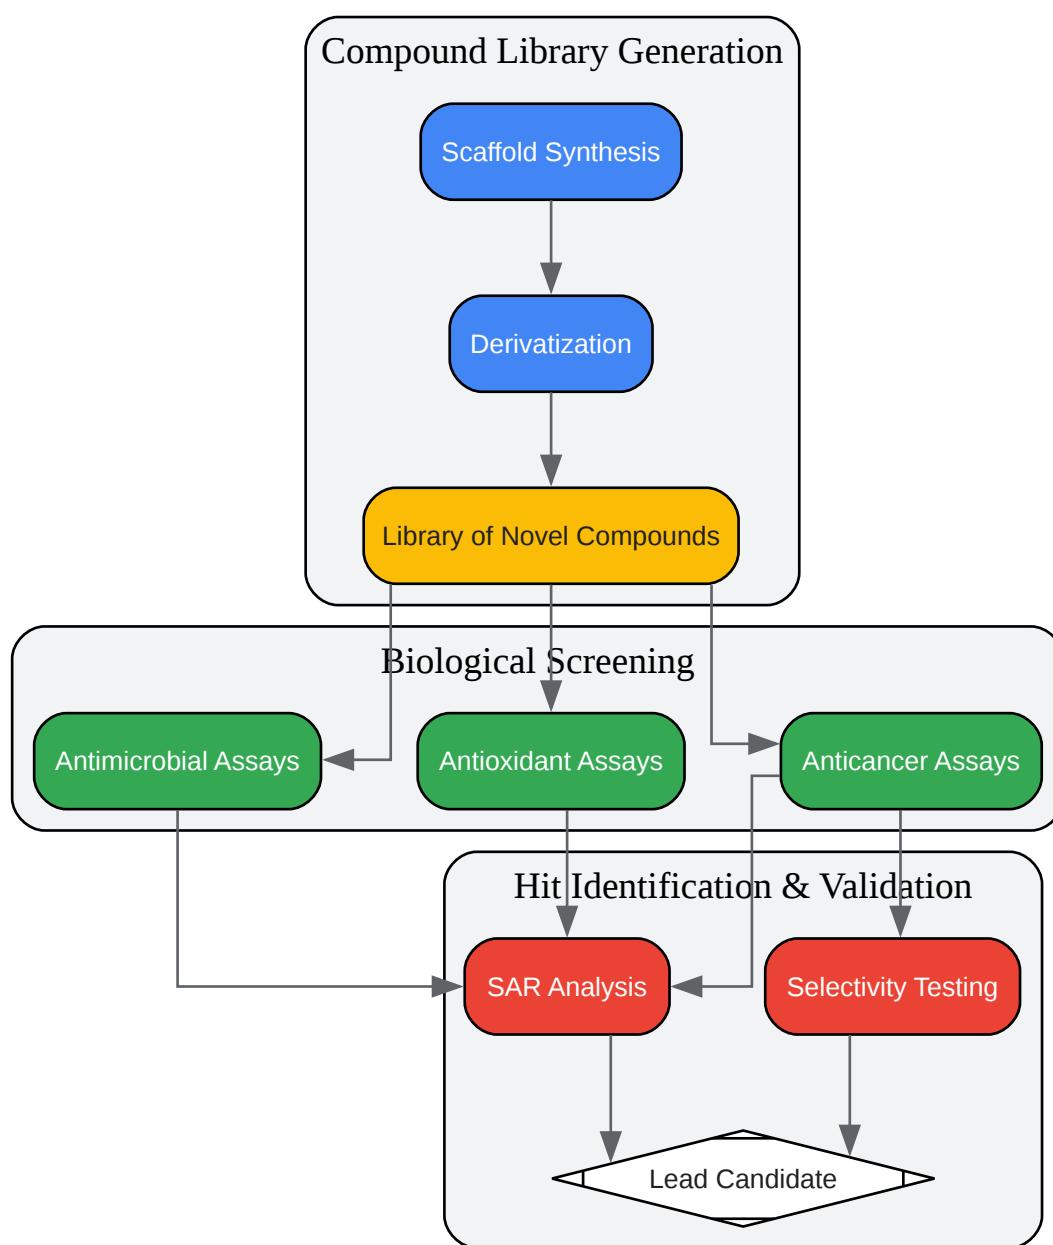 Compound Library Generation
Scaffold Synthesis
Derivatization
Library of Novel Compounds
Biological Screening
Antimicrobial Assays
Antioxidant Assays
Anticancer Assays
Hit Identification & Validation
SAR Analysis
Selectivity Testing
Lead Candidate